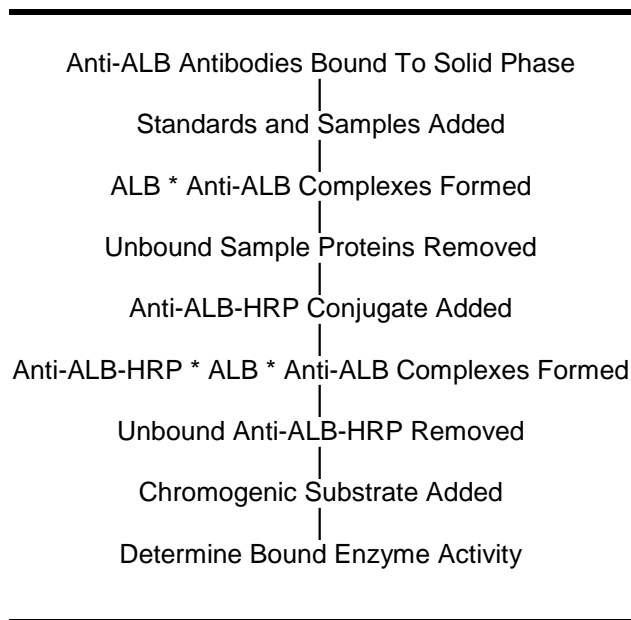 Anti-ALB Antibodies Bound To Solid Phase
Standards and Samples Added
ALB * Anti-ALB Complexes Formed
Unbound Sample Proteins Removed
Anti-ALB-HRP Conjugate Added
Anti-ALB-HRP * ALB * Anti-ALB Complexes Formed
Unbound Anti-ALB-HRP Removed
Chromogenic Substrate Added
Determine Bound Enzyme Activity